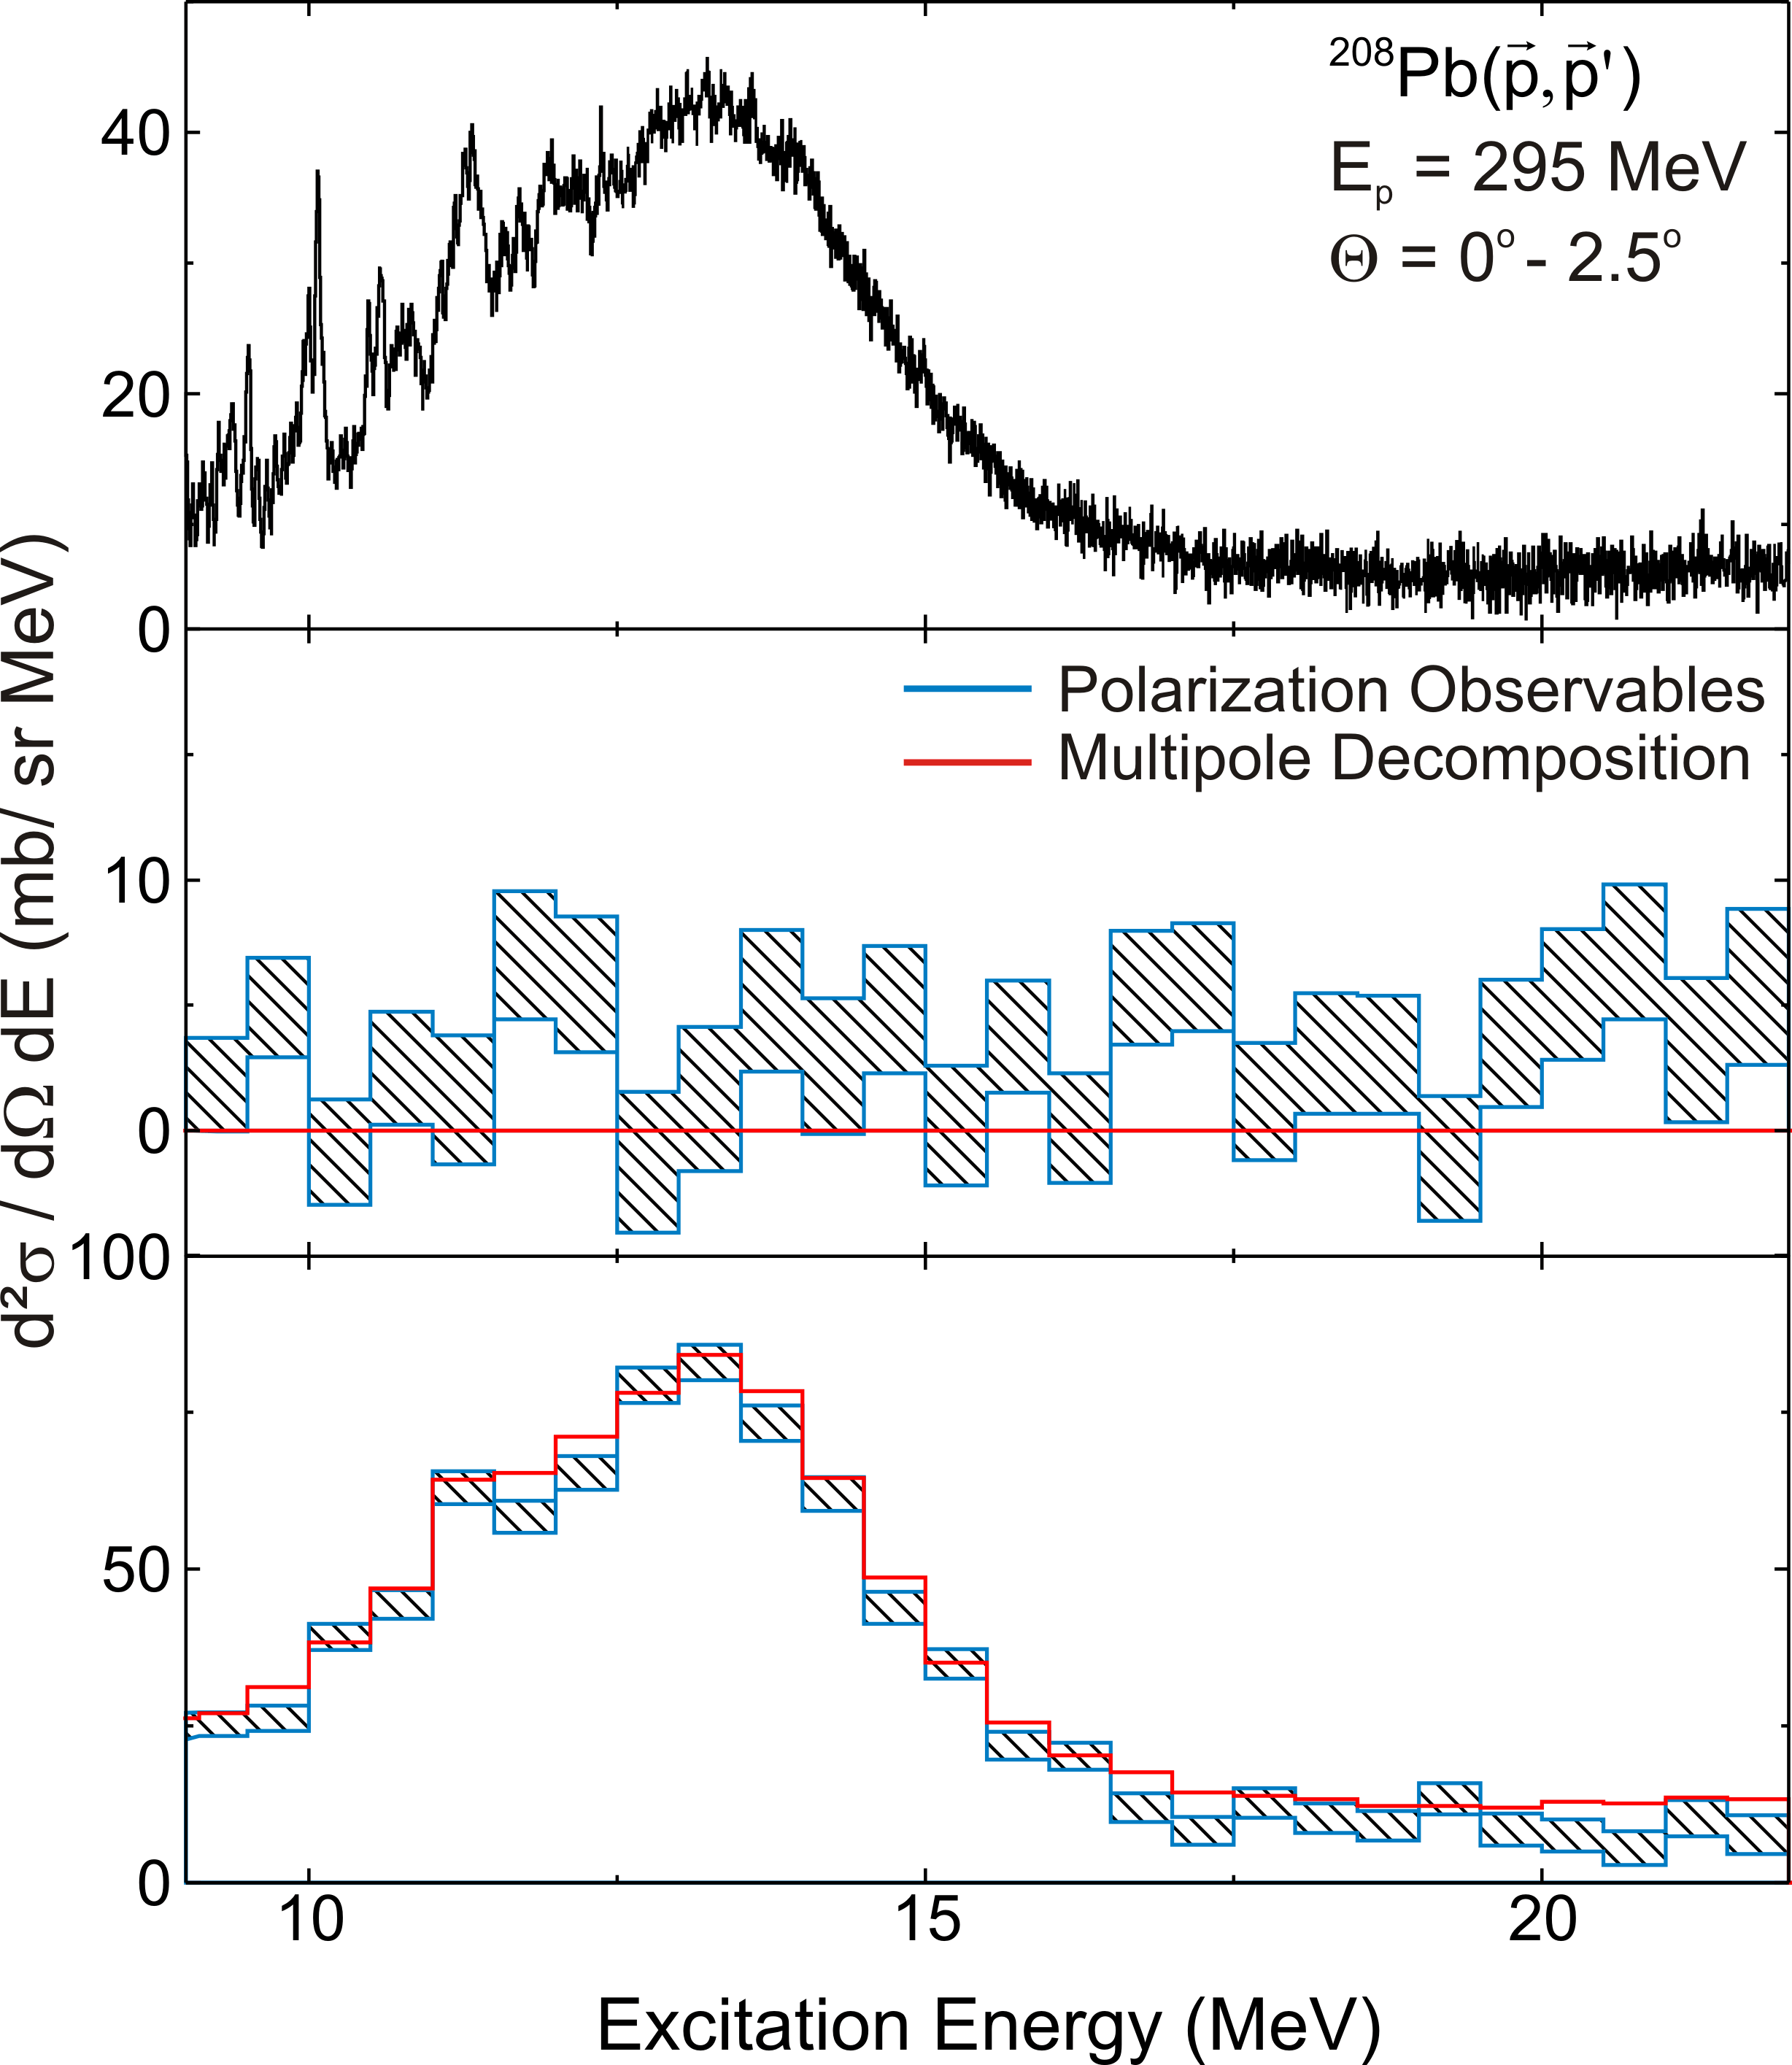 ²⁰⁸Pb(p⃗,p⃗')
Eₚ = 295 MeV
Θ = 0° - 2.5°
40
20
0
Polarization Observables
Multipole Decomposition
10
0
d²σ / dΩ dE (mb/ sr MeV)
100
50
0
10 15 20
Excitation Energy (MeV)